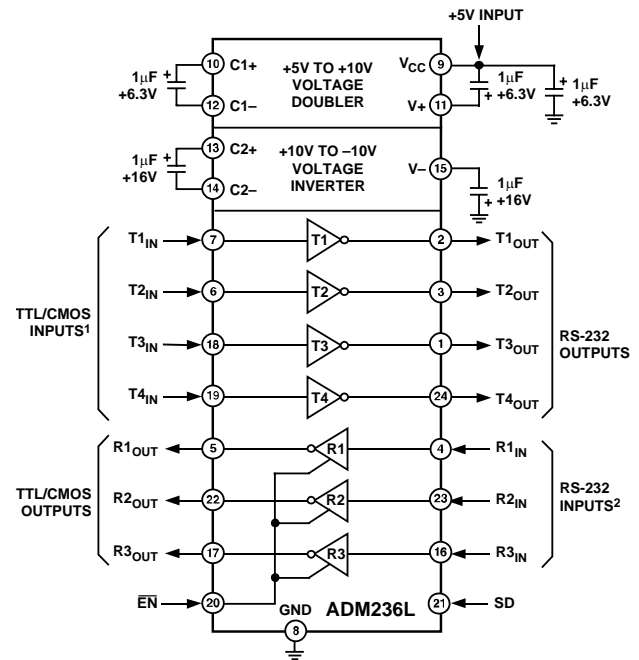 +5V INPUT
10 C1+ +5V TO +10V VOLTAGE DOUBLER VCC 9
1µF +6.3V +
12 C1– V+ 11
+ 1µF +6.3V
+ 1µF +6.3V
13 C2+ +10V TO –10V VOLTAGE INVERTER V– 15
1µF +16V +
14 C2–
+ 1µF +16V
TTL/CMOS INPUTS1
T1IN 7 T1 2 T1OUT
T2IN 6 T2 3 T2OUT
T3IN 18 T3 1 T3OUT
T4IN 19 T4 24 T4OUT
RS-232 OUTPUTS
TTL/CMOS OUTPUTS
R1OUT 5 R1 4 R1IN
R2OUT 22 R2 23 R2IN
R3OUT 17 R3 16 R3IN
RS-232 INPUTS2
EN 20 GND ADM236L 21 SD
8